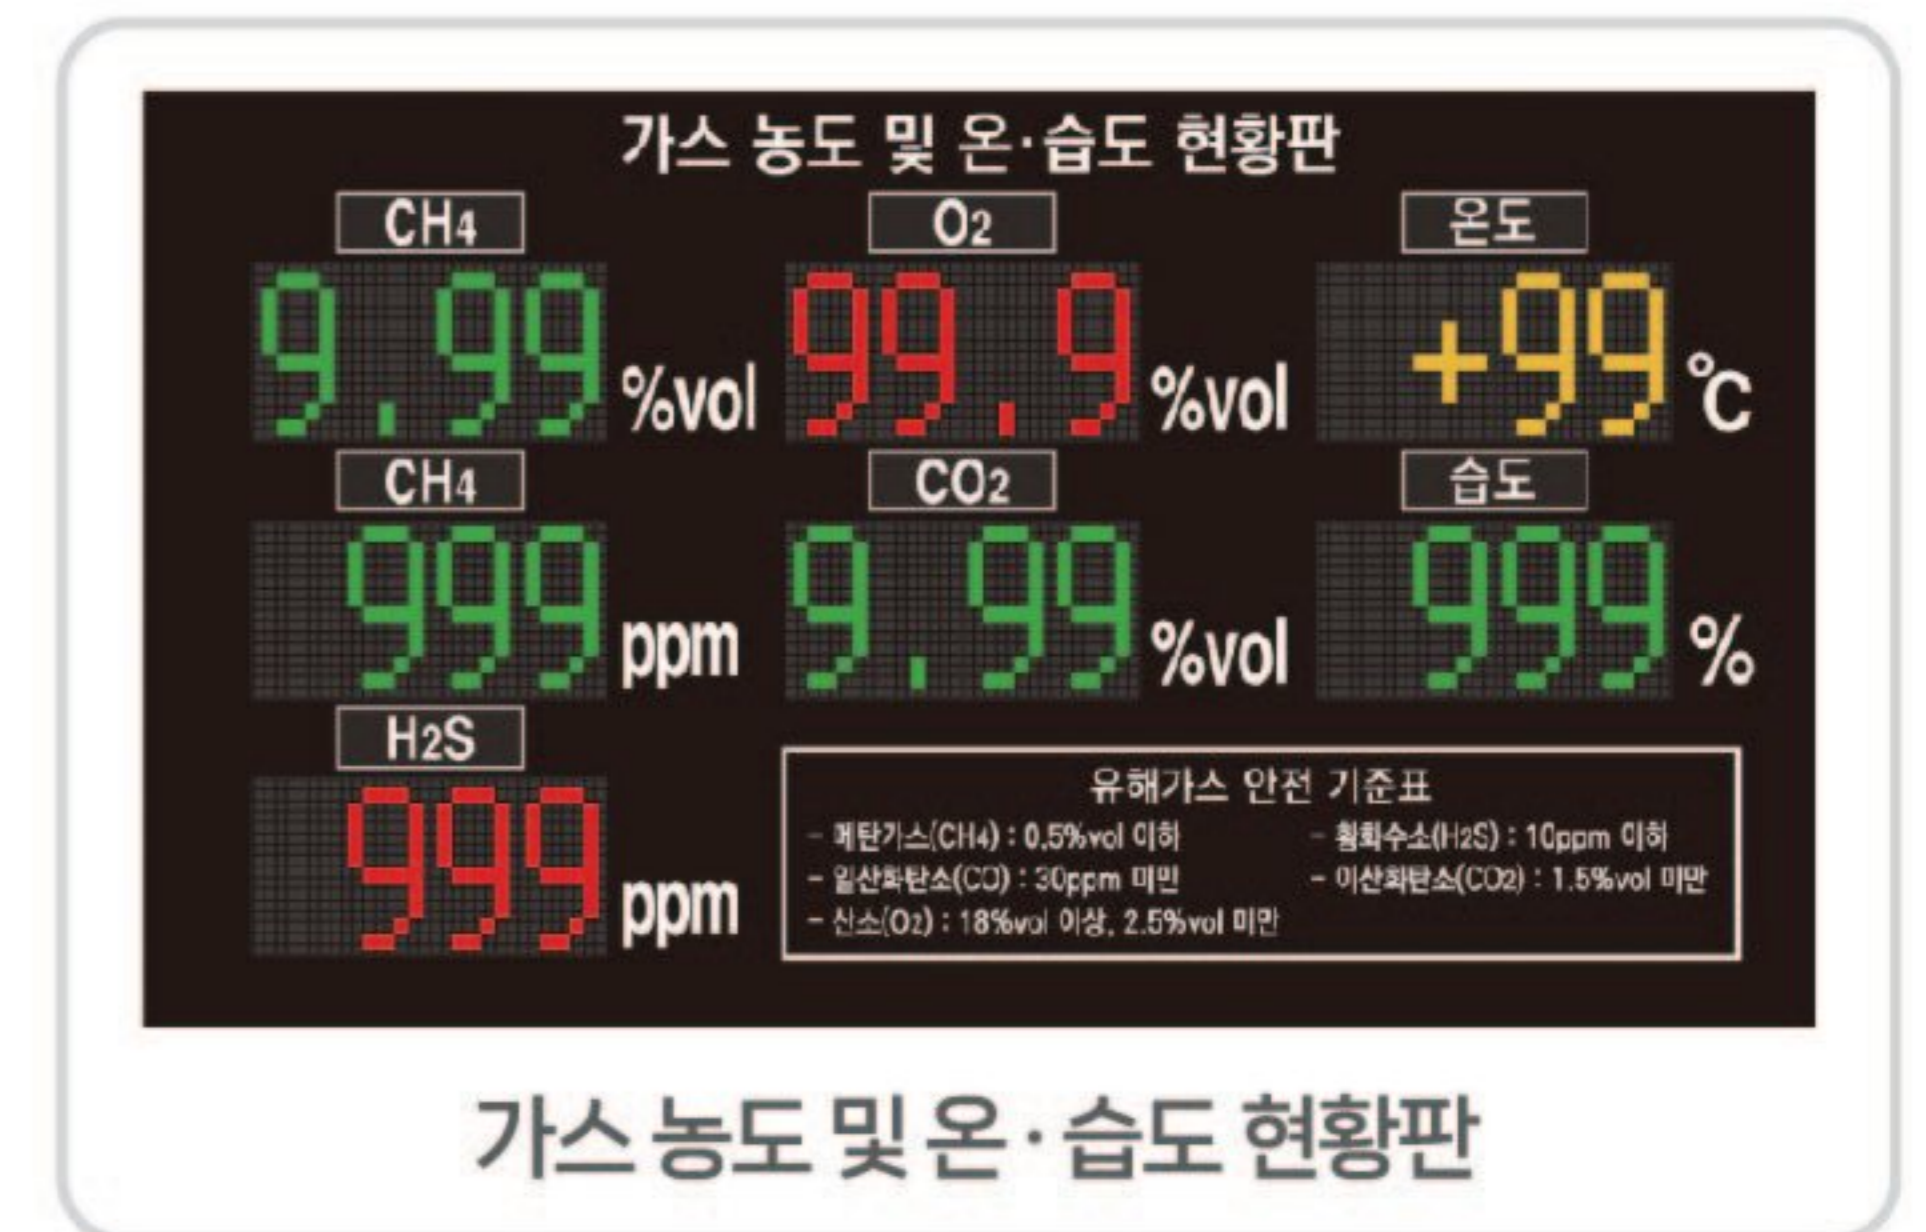 가스 농도 및 온·습도 현황판
CH4 O2 온도
9.99 %vol 99.9 %vol +99 ℃
CH4 CO2 습도
999 ppm 9.99 %vol 999 %
H2S
999 ppm
유해가스 안전 기준표
- 메탄가스(CH4) : 0.5%vol 이하 - 황화수소(H2S) : 10ppm 이하
- 일산화탄소(CO) : 30ppm 미만 - 이산화탄소(CO2) : 1.5%vol 미만
- 산소(O2) : 18%vol 이상, 2.5%vol 미만
가스 농도 및 온·습도 현황판